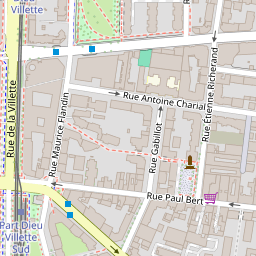 Villette
Rue de la Villette
Rue Maurice Flandin
Rue Antoine Charial
Rue Etienne Richerand
Rue Gabillot
Rue Paul Bert
Part Dieu
Villette
Sud